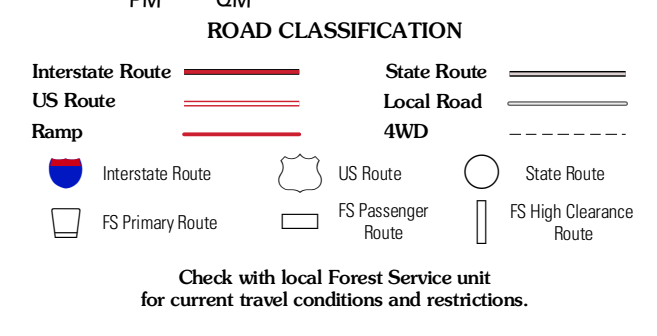 PM QM
ROAD CLASSIFICATION
Interstate Route State Route
US Route Local Road
Ramp 4WD
Interstate Route US Route State Route
FS Primary Route FS Passenger Route FS High Clearance Route
Check with local Forest Service unit
for current travel conditions and restrictions.